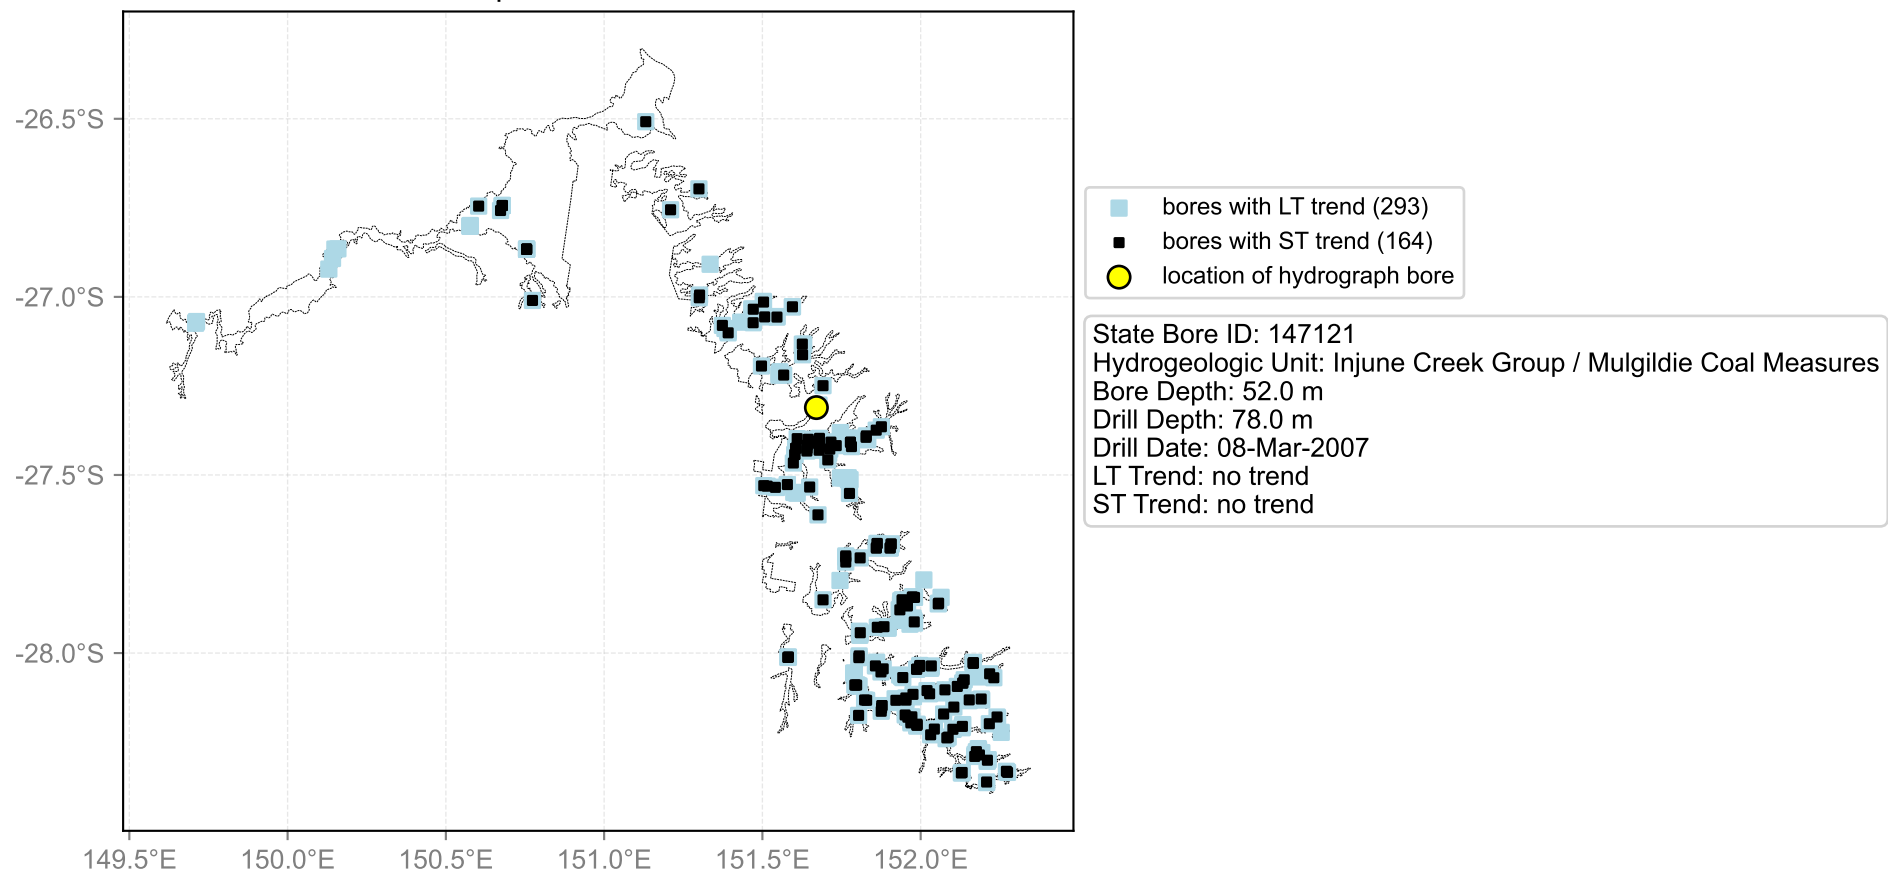 -26.5°S
-27.0°S
-27.5°S
-28.0°S
149.5°E
150.0°E
150.5°E
151.0°E
151.5°E
152.0°E
bores with LT trend (293)
bores with ST trend (164)
location of hydrograph bore
State Bore ID: 147121
Hydrogeologic Unit: Injune Creek Group / Mulgildie Coal Measures
Bore Depth: 52.0 m
Drill Depth: 78.0 m
Drill Date: 08-Mar-2007
LT Trend: no trend
ST Trend: no trend